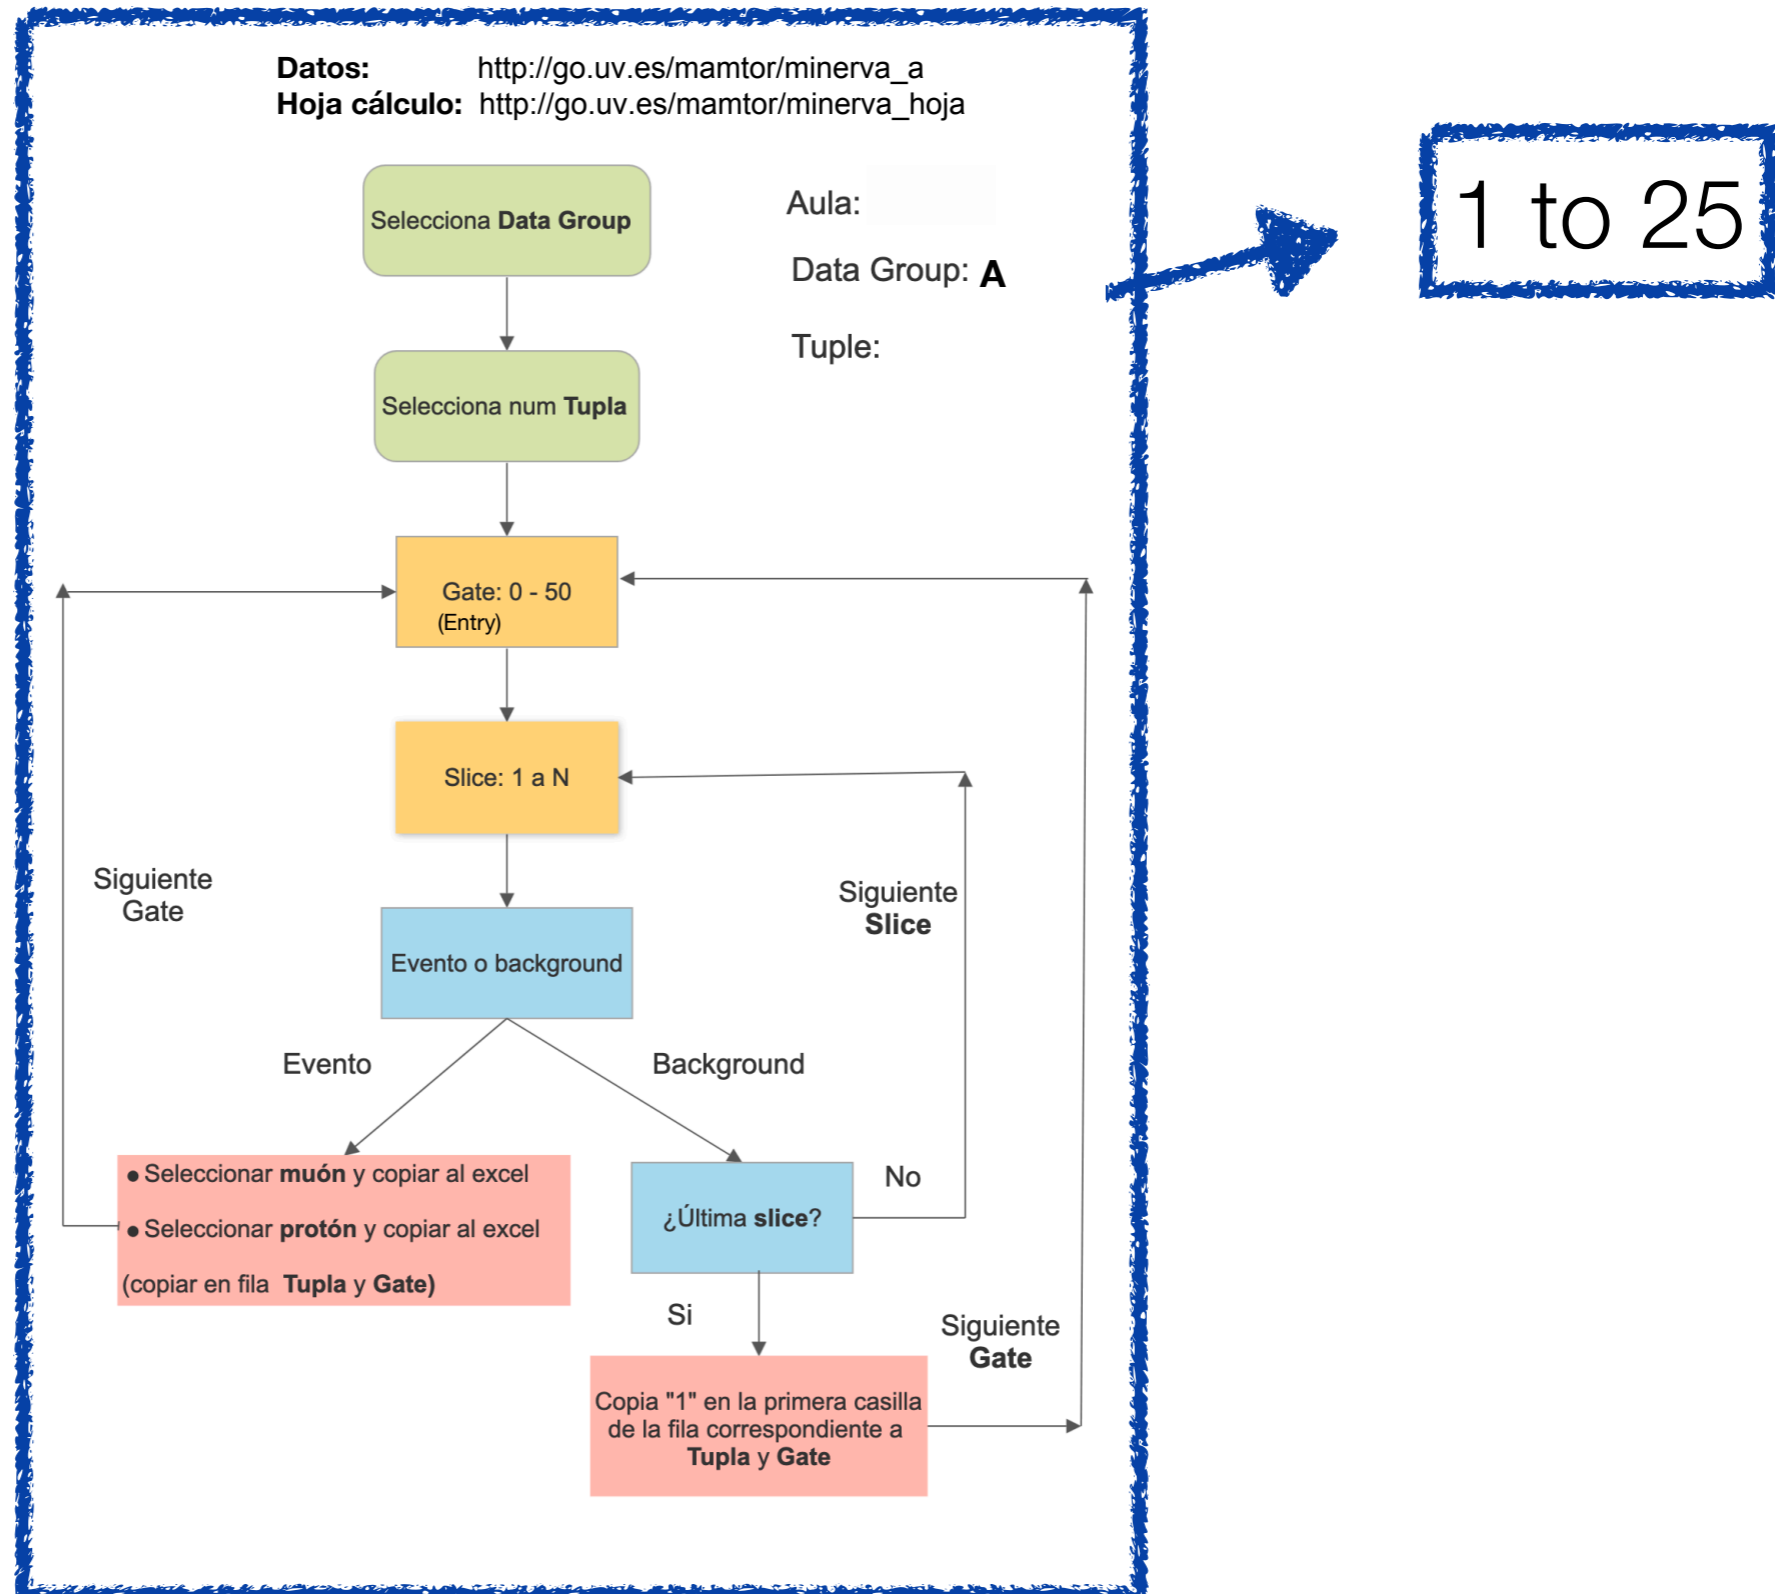 Datos: http://go.uv.es/mamtor/minerva_a
Hoja cálculo: http://go.uv.es/mamtor/minerva_hoja
1 to 25
Selecciona Data Group
Aula:
Data Group: A
Tuple:
Selecciona num Tupla
Gate: 0 - 50
(Entry)
Slice: 1 a N
Siguiente
Gate
Siguiente
Slice
Evento o background
Evento
Background
• Seleccionar muón y copiar al excel
• Seleccionar protón y copiar al excel
(copiar en fila Tupla y Gate)
¿Última slice?
No
Si
Siguiente
Gate
Copia "1" en la primera casilla
de la fila correspondiente a
Tupla y Gate